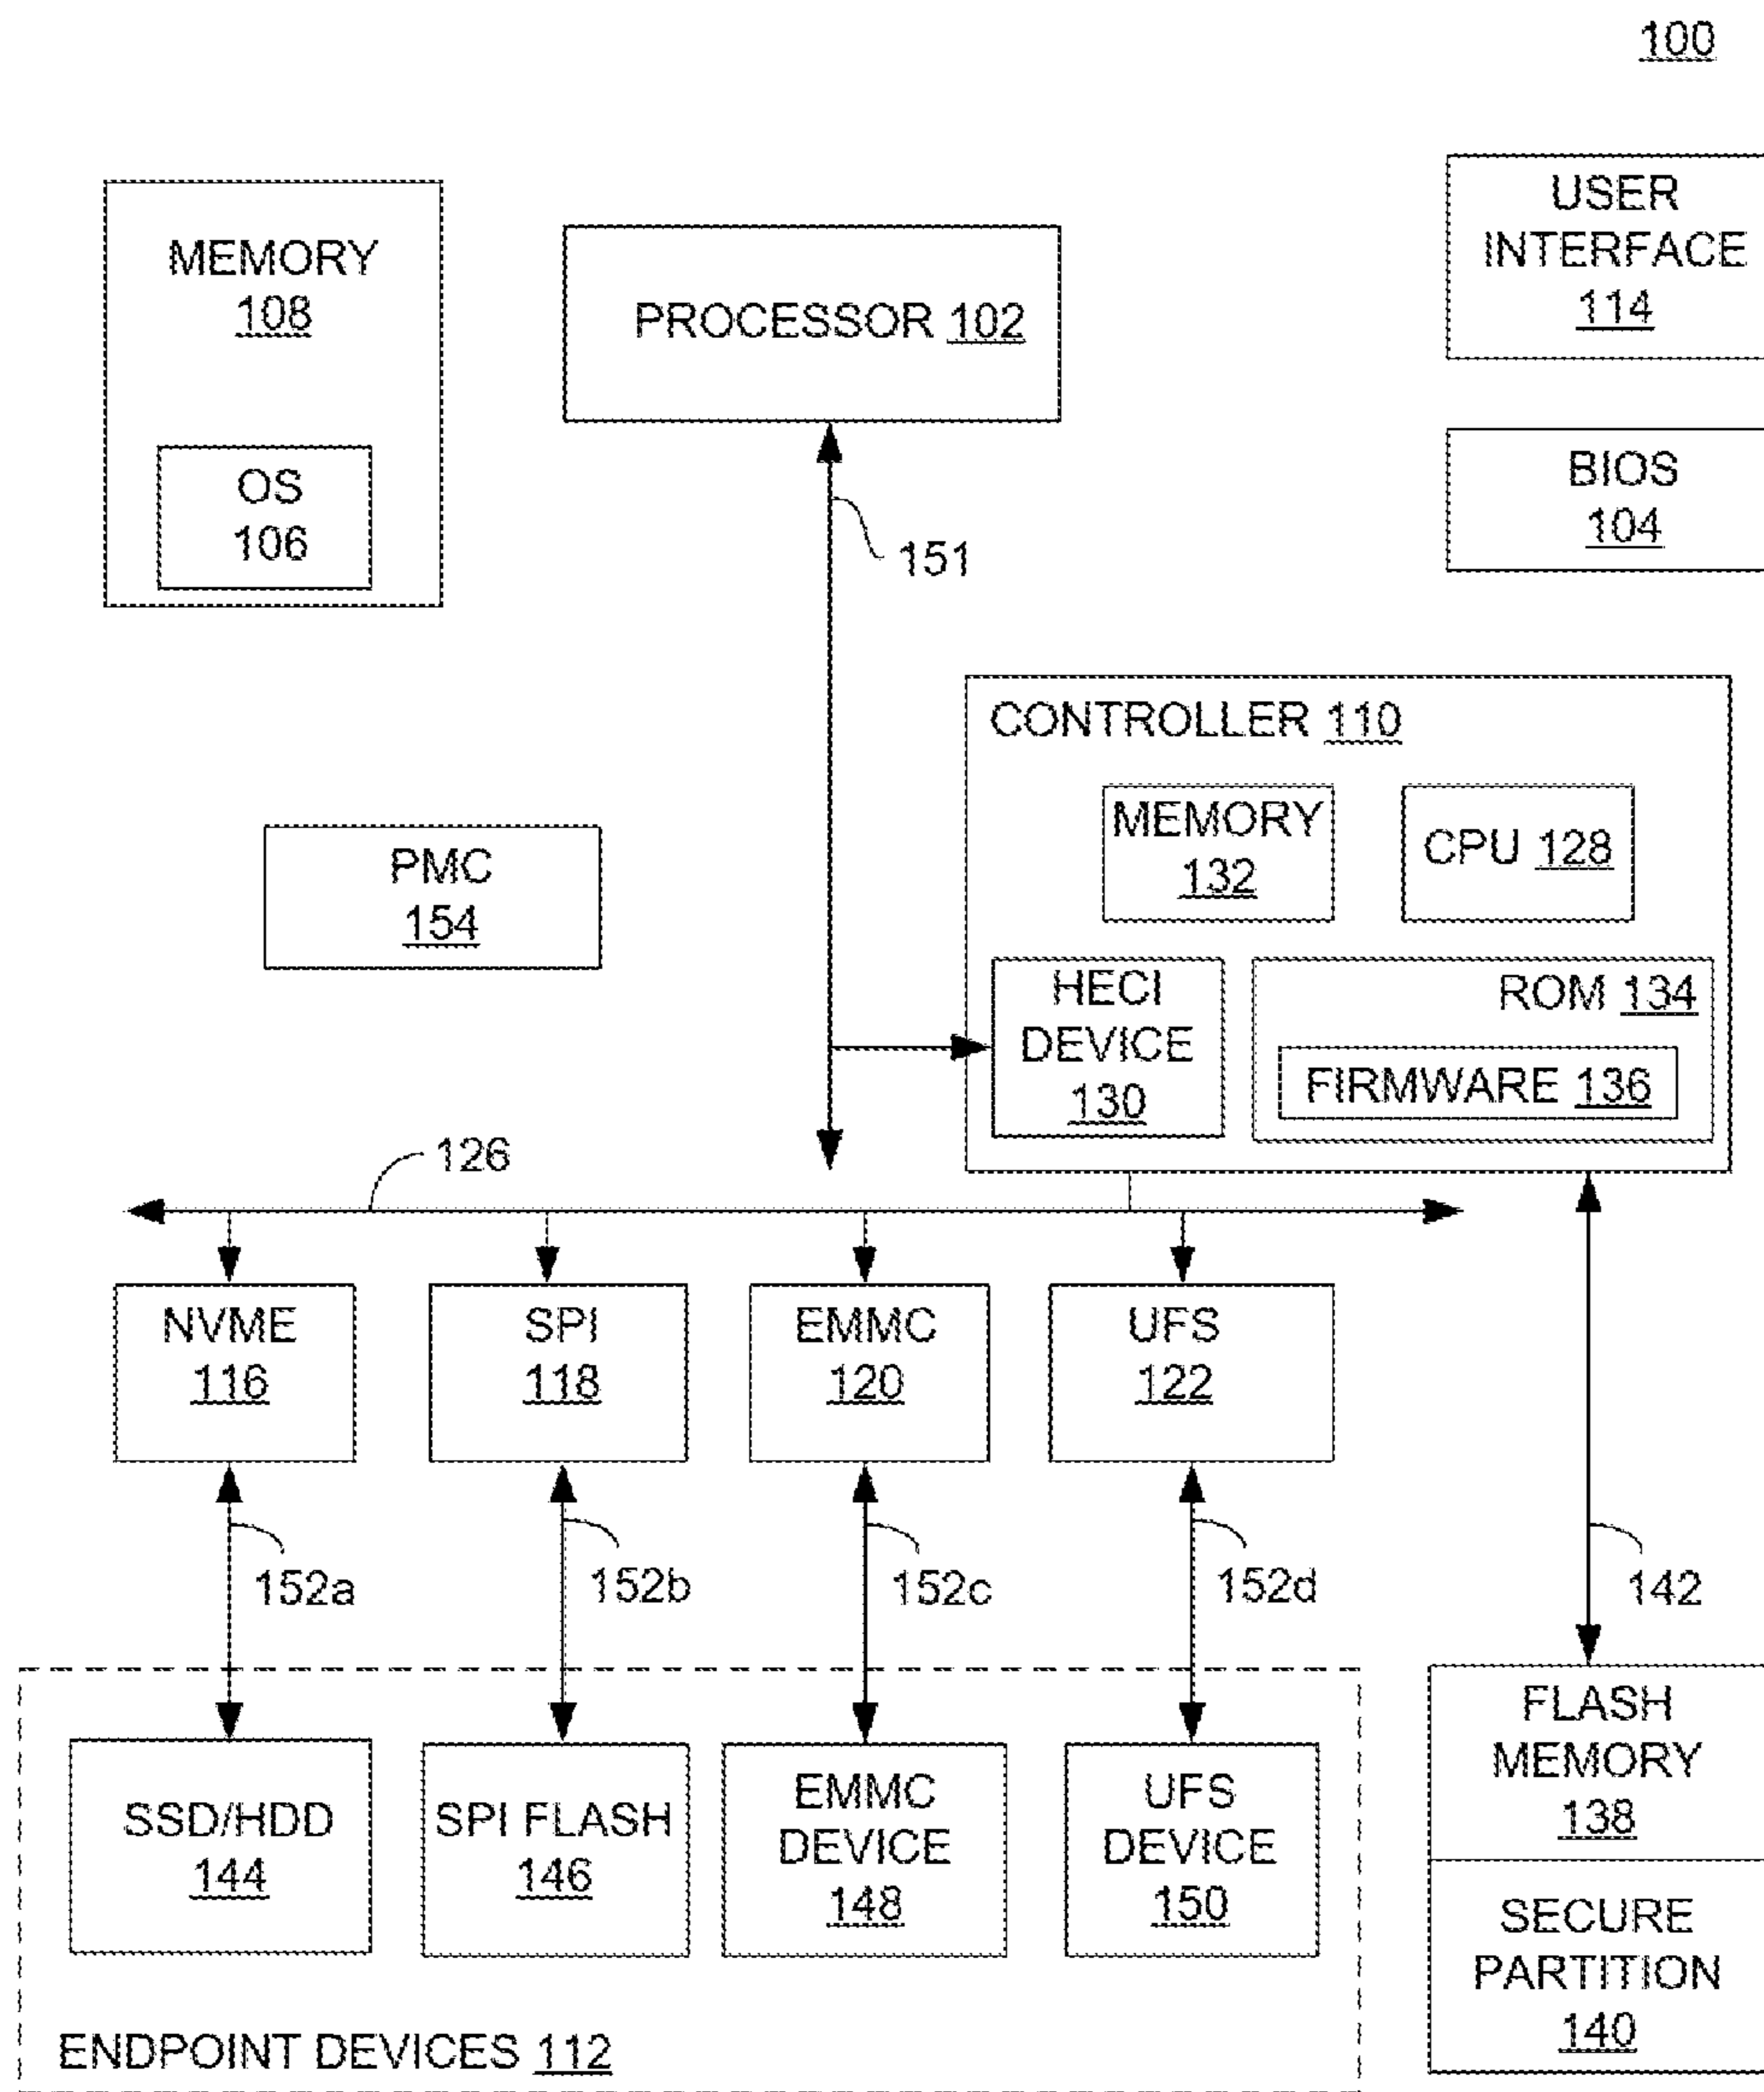 100
MEMORY
108
OS
106
PROCESSOR 102
USER
INTERFACE
114
BIOS
104
151
CONTROLLER 110
MEMORY
132
CPU 128
PMC
154
HECI
DEVICE
130
ROM 134
FIRMWARE 136
126
NVME
116
SPI
118
EMMC
120
UFS
122
152a
152b
152c
152d
142
SSD/HDD
144
SPI FLASH
146
EMMC
DEVICE
148
UFS
DEVICE
150
FLASH
MEMORY
138
SECURE
PARTITION
140
ENDPOINT DEVICES 112